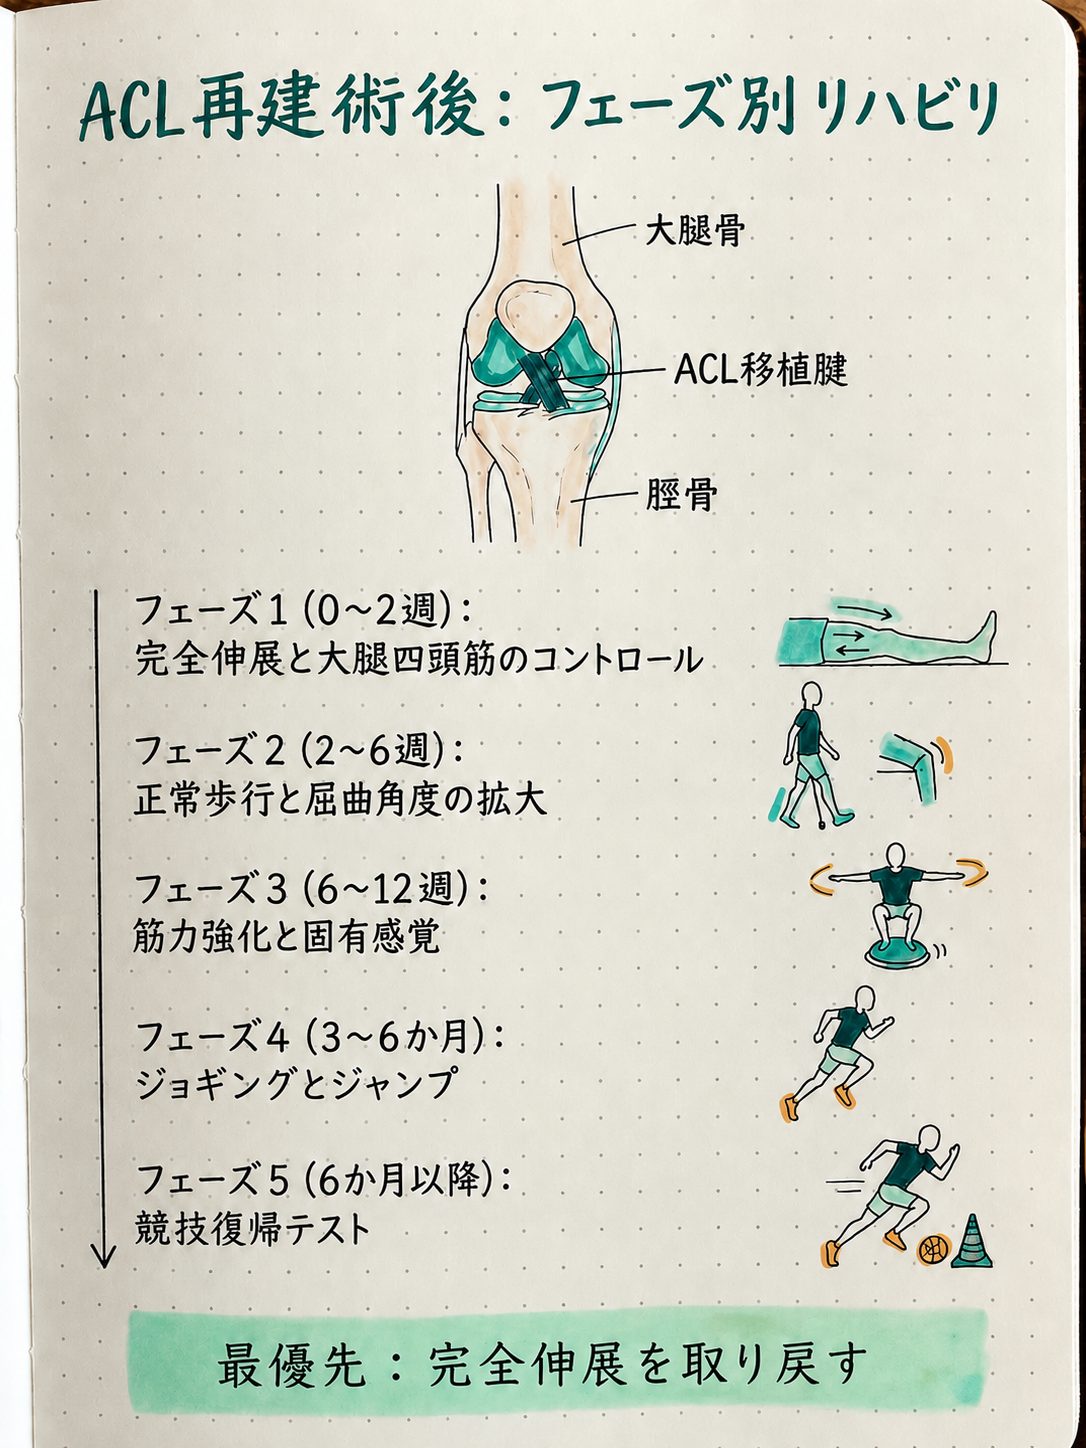 ACL再建術後：フェーズ別リハビリ
大腿骨
ACL移植腱
脛骨
フェーズ1 (0〜2週)：
完全伸展と大腿四頭筋のコントロール
フェーズ2 (2〜6週)：
正常歩行と屈曲角度の拡大
フェーズ3 (6〜12週)：
筋力強化と固有感覚
フェーズ4 (3〜6か月)：
ジョギングとジャンプ
フェーズ5 (6か月以降)：
競技復帰テスト
最優先：完全伸展を取り戻す